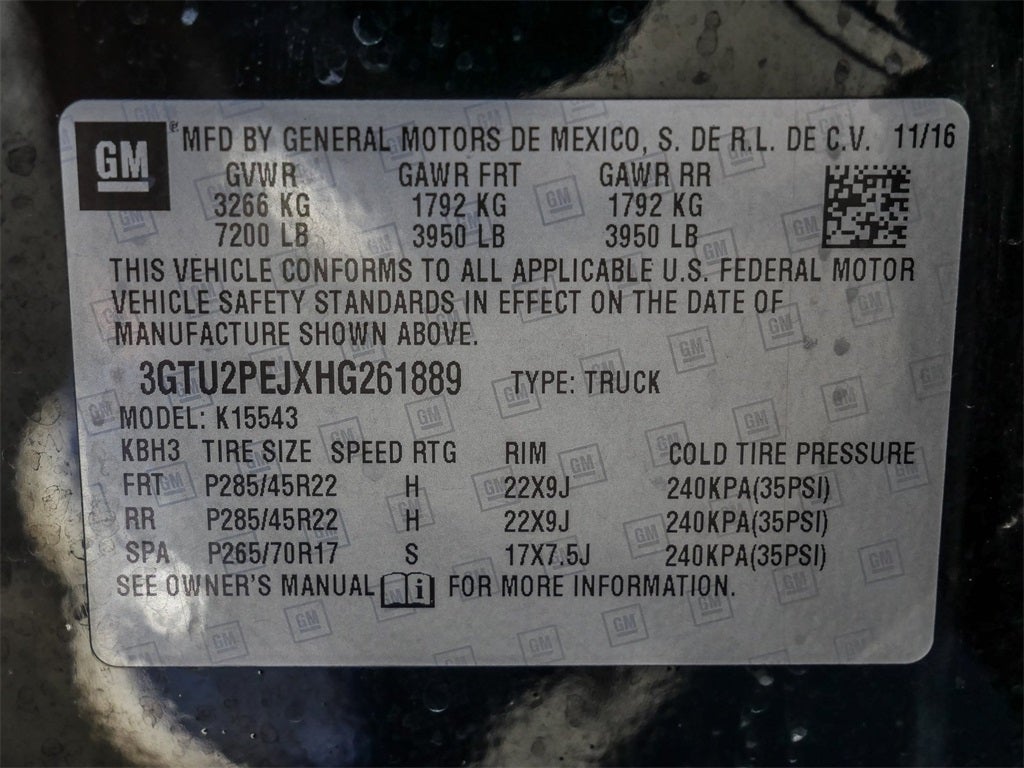 GM ® MFD BY GENERAL MOTORS DE MEXICO, S. DE R.L. DE C.V. 11/16
GVWR GAWR FRT GAWR RR
3266 KG 1792 KG 1792 KG
7200 LB 3950 LB 3950 LB
THIS VEHICLE CONFORMS TO ALL APPLICABLE U.S. FEDERAL MOTOR
VEHICLE SAFETY STANDARDS IN EFFECT ON THE DATE OF
MANUFACTURE SHOWN ABOVE.
3GTU2PEJXHG261889 TYPE: TRUCK
MODEL: K15543
KBH3 TIRE SIZE SPEED RTG RIM COLD TIRE PRESSURE
FRT P285/45R22 H 22X9J 240KPA(35PSI)
RR P285/45R22 H 22X9J 240KPA(35PSI)
SPA P265/70R17 S 17X7.5J 240KPA(35PSI)
SEE OWNER'S MANUAL i FOR MORE INFORMATION.